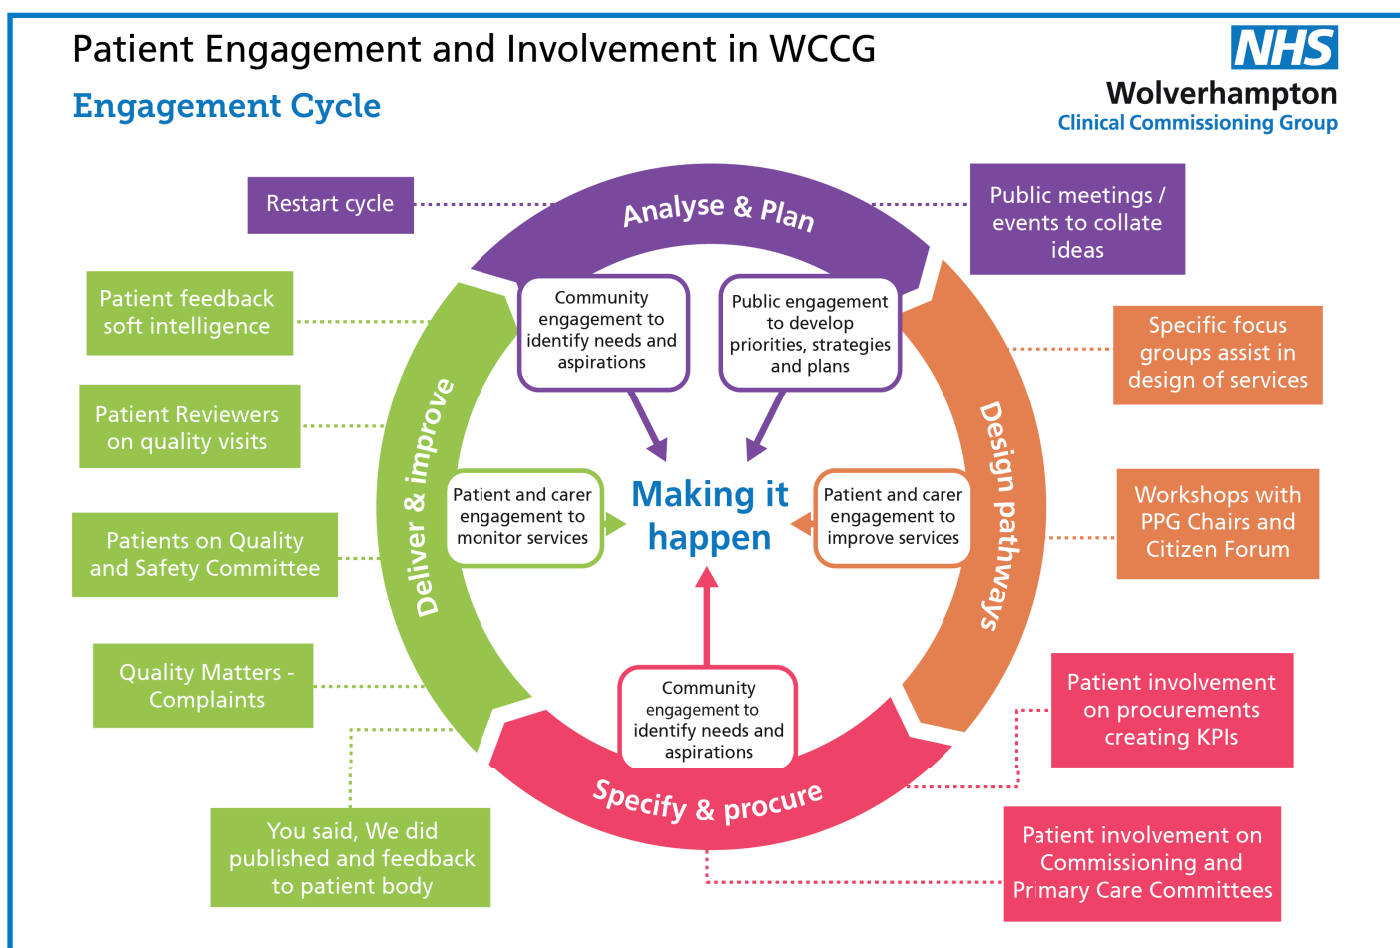 Patient Engagement and Involvement in WCCG
Engagement Cycle
NHS
Wolverhampton
Clinical Commissioning Group
Restart cycle
Analyse & Plan
Public meetings /
events to collate
ideas
Patient feedback
soft intelligence
Community
engagement to
identify needs and
aspirations
Public engagement
to develop
priorities, strategies
and plans
Specific focus
groups assist in
design of services
Patient Reviewers
on quality visits
Deliver & improve
Design pathways
Patient and carer
engagement to
monitor services
Making it
happen
Patient and carer
engagement to
improve services
Workshops with
PPG Chairs and
Citizen Forum
Patients on Quality
and Safety Committee
Quality Matters -
Complaints
Community
engagement to
identify needs and
aspirations
Patient involvement
on procurements
creating KPIs
Specify & procure
You said, We did
published and feedback
to patient body
Patient involvement on
Commissioning and
Primary Care Committees